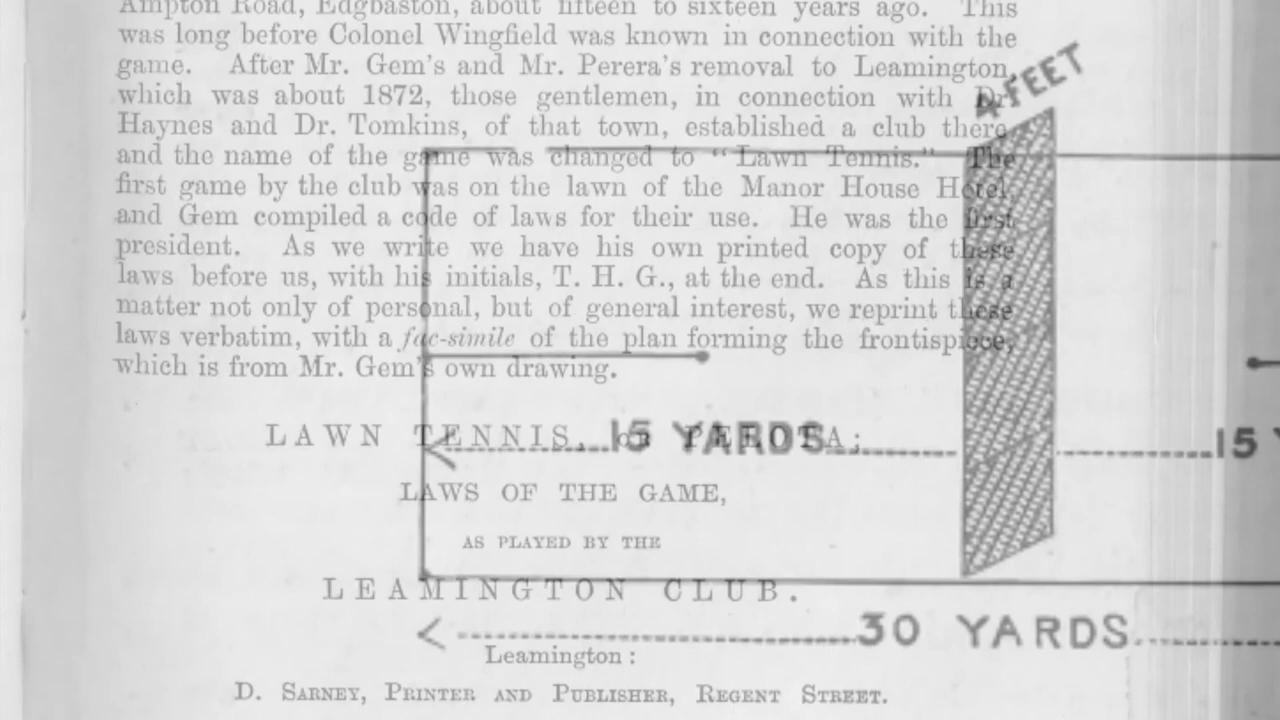 Ampton Road, Edgbaston, about fifteen to sixteen years ago. This
was long before Colonel Wingfield was known in connection with the
game. After Mr. Gem's and Mr. Perera's removal to Leamington,
which was about 1872, those gentlemen, in connection with Dr.
Haynes and Dr. Tomkins, of that town, established a club there,
and the name of the game was changed to "Lawn Tennis." The
first game by the club was on the lawn of the Manor House Hotel,
and Gem compiled a code of laws for their use. He was the first
president. As we write we have his own printed copy of these
laws before us, with his initials, T. H. G., at the end. As this is a
matter not only of personal, but of general interest, we reprint these
laws verbatim, with a fac-simile of the plan forming the frontispiece,
which is from Mr. Gem's own drawing.
4 FEET
LAWN TENNIS, OR PELOTA;
15 YARDS
15 Y
LAWS OF THE GAME,
AS PLAYED BY THE
LEAMINGTON CLUB.
30 YARDS
Leamington:
D. SARNEY, PRINTER AND PUBLISHER, REGENT STREET.